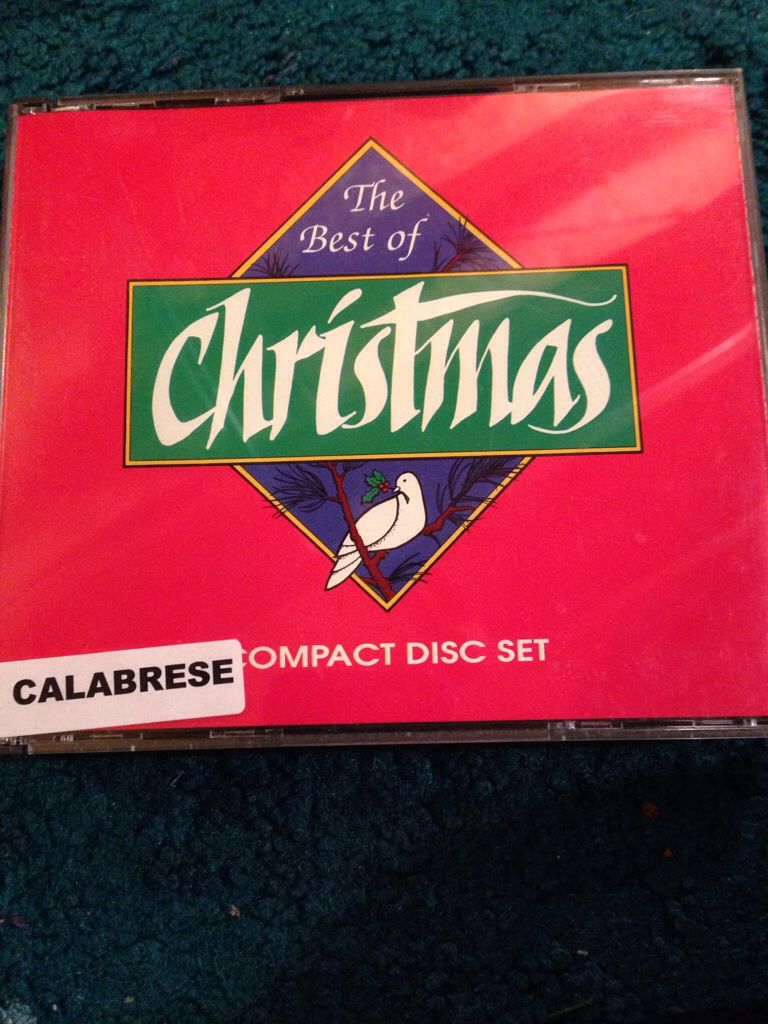 The
Best of
Christmas
COMPACT DISC SET
CALABRESE